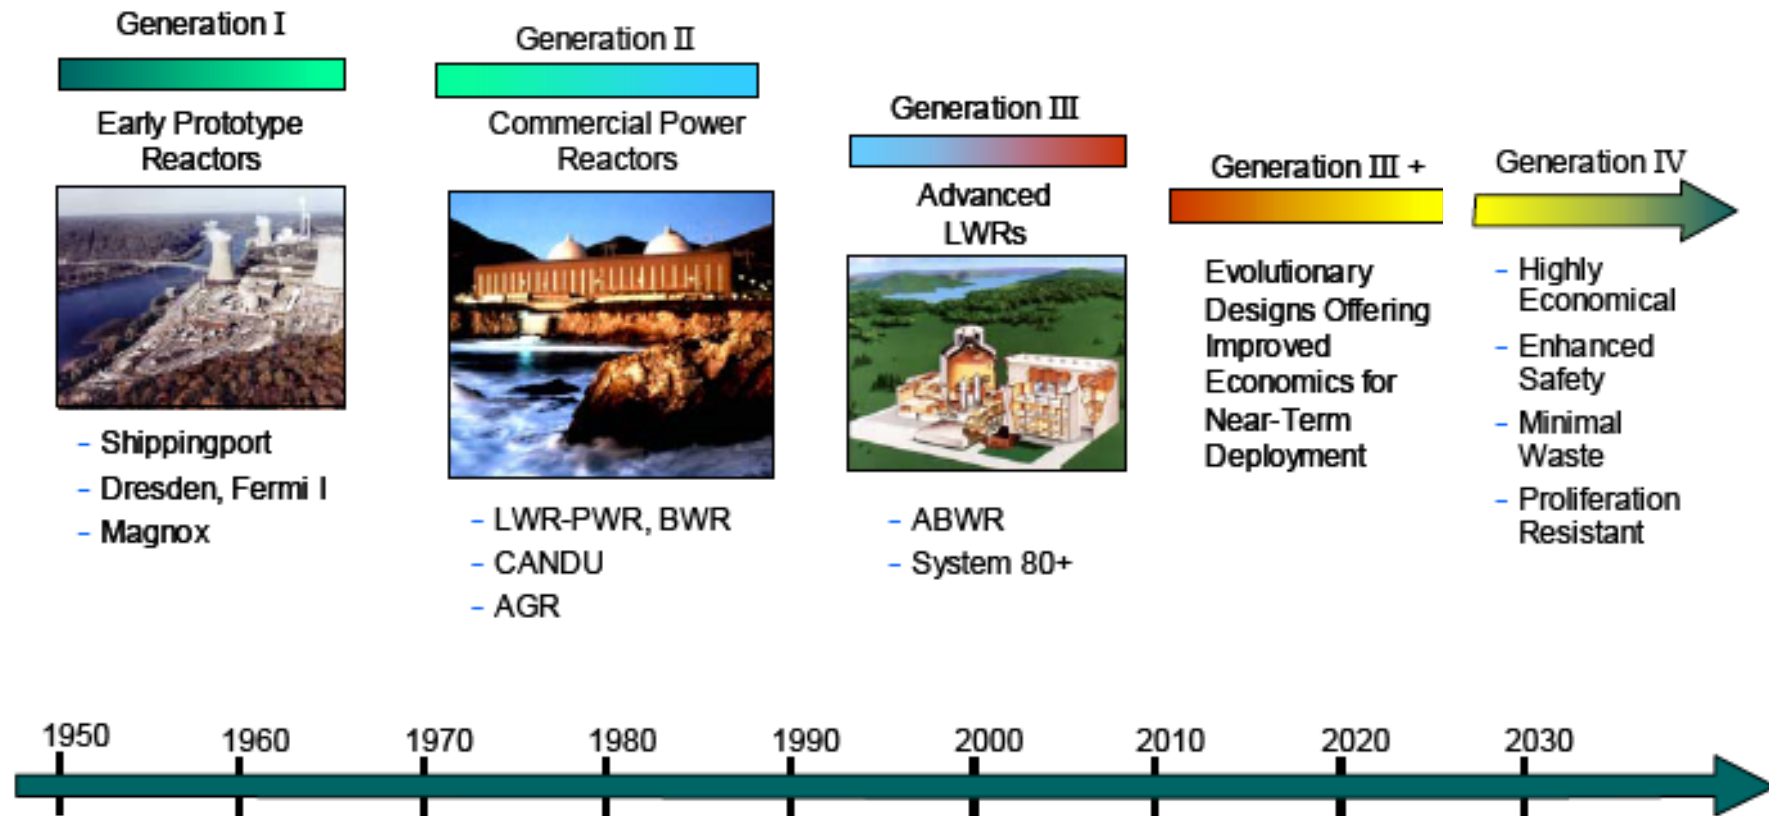 Generation I
Early Prototype
Reactors
- Shippingport
- Dresden, Fermi I
- Magnox
Generation II
Commercial Power
Reactors
- LWR-PWR, BWR
- CANDU
- AGR
Generation III
Advanced
LWRs
- ABWR
- System 80+
Generation III +
Evolutionary
Designs Offering
Improved
Economics for
Near-Term
Deployment
Generation IV
- Highly
Economical
- Enhanced
Safety
- Minimal
Waste
- Proliferation
Resistant
1950 1960 1970 1980 1990 2000 2010 2020 2030